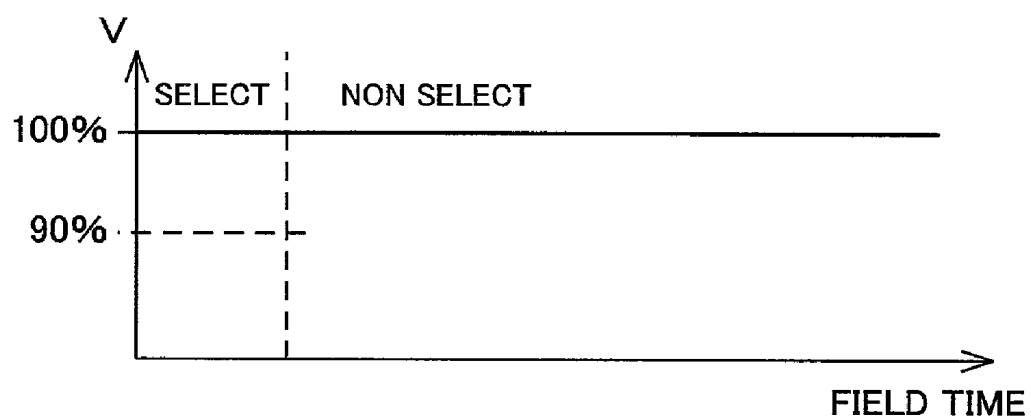 V
SELECT
NON SELECT
100%
90%
FIELD TIME